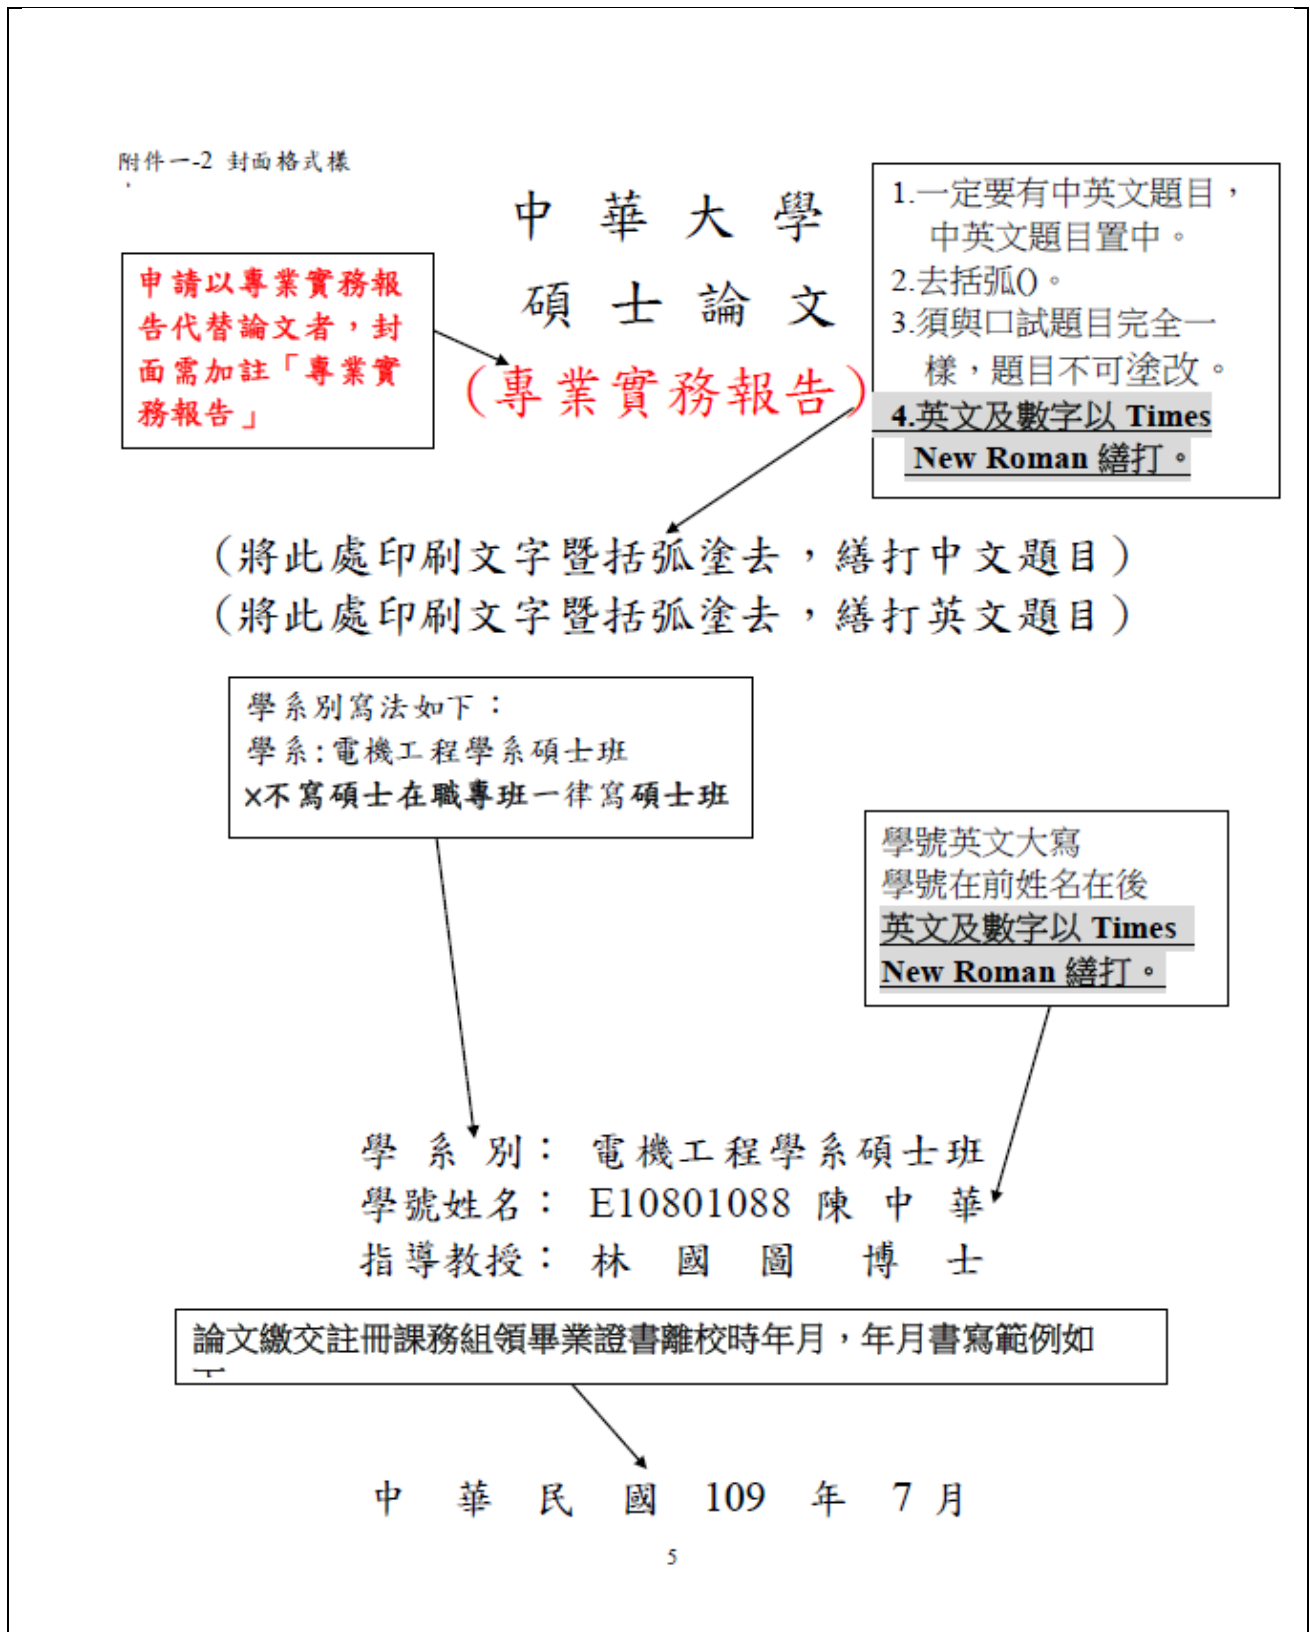 附件一-2 封面格式樣
中 華 大 學
碩 士 論 文
(專業實務報告)
申請以專業實務報
告代替論文者，封
面需加註「專業實
務報告」
1.一定要有中英文題目，
中英文題目置中。
2.去括弧()。
3.須與口試題目完全一
樣，題目不可塗改。
4.英文及數字以 Times
New Roman 繕打。
(將此處印刷文字暨括弧塗去，繕打中文題目)
(將此處印刷文字暨括弧塗去，繕打英文題目)
學系別寫法如下：
學系:電機工程學系碩士班
×不寫碩士在職專班一律寫碩士班
學號英文大寫
學號在前姓名在後
英文及數字以 Times
New Roman 繕打。
學 系 別： 電機工程學系碩士班
學號姓名： E10801088 陳 中 華
指導教授： 林 國 圖 博 士
論文繳交註冊課務組領畢業證書離校時年月，年月書寫範例如
中 華 民 國 109 年 7 月
5